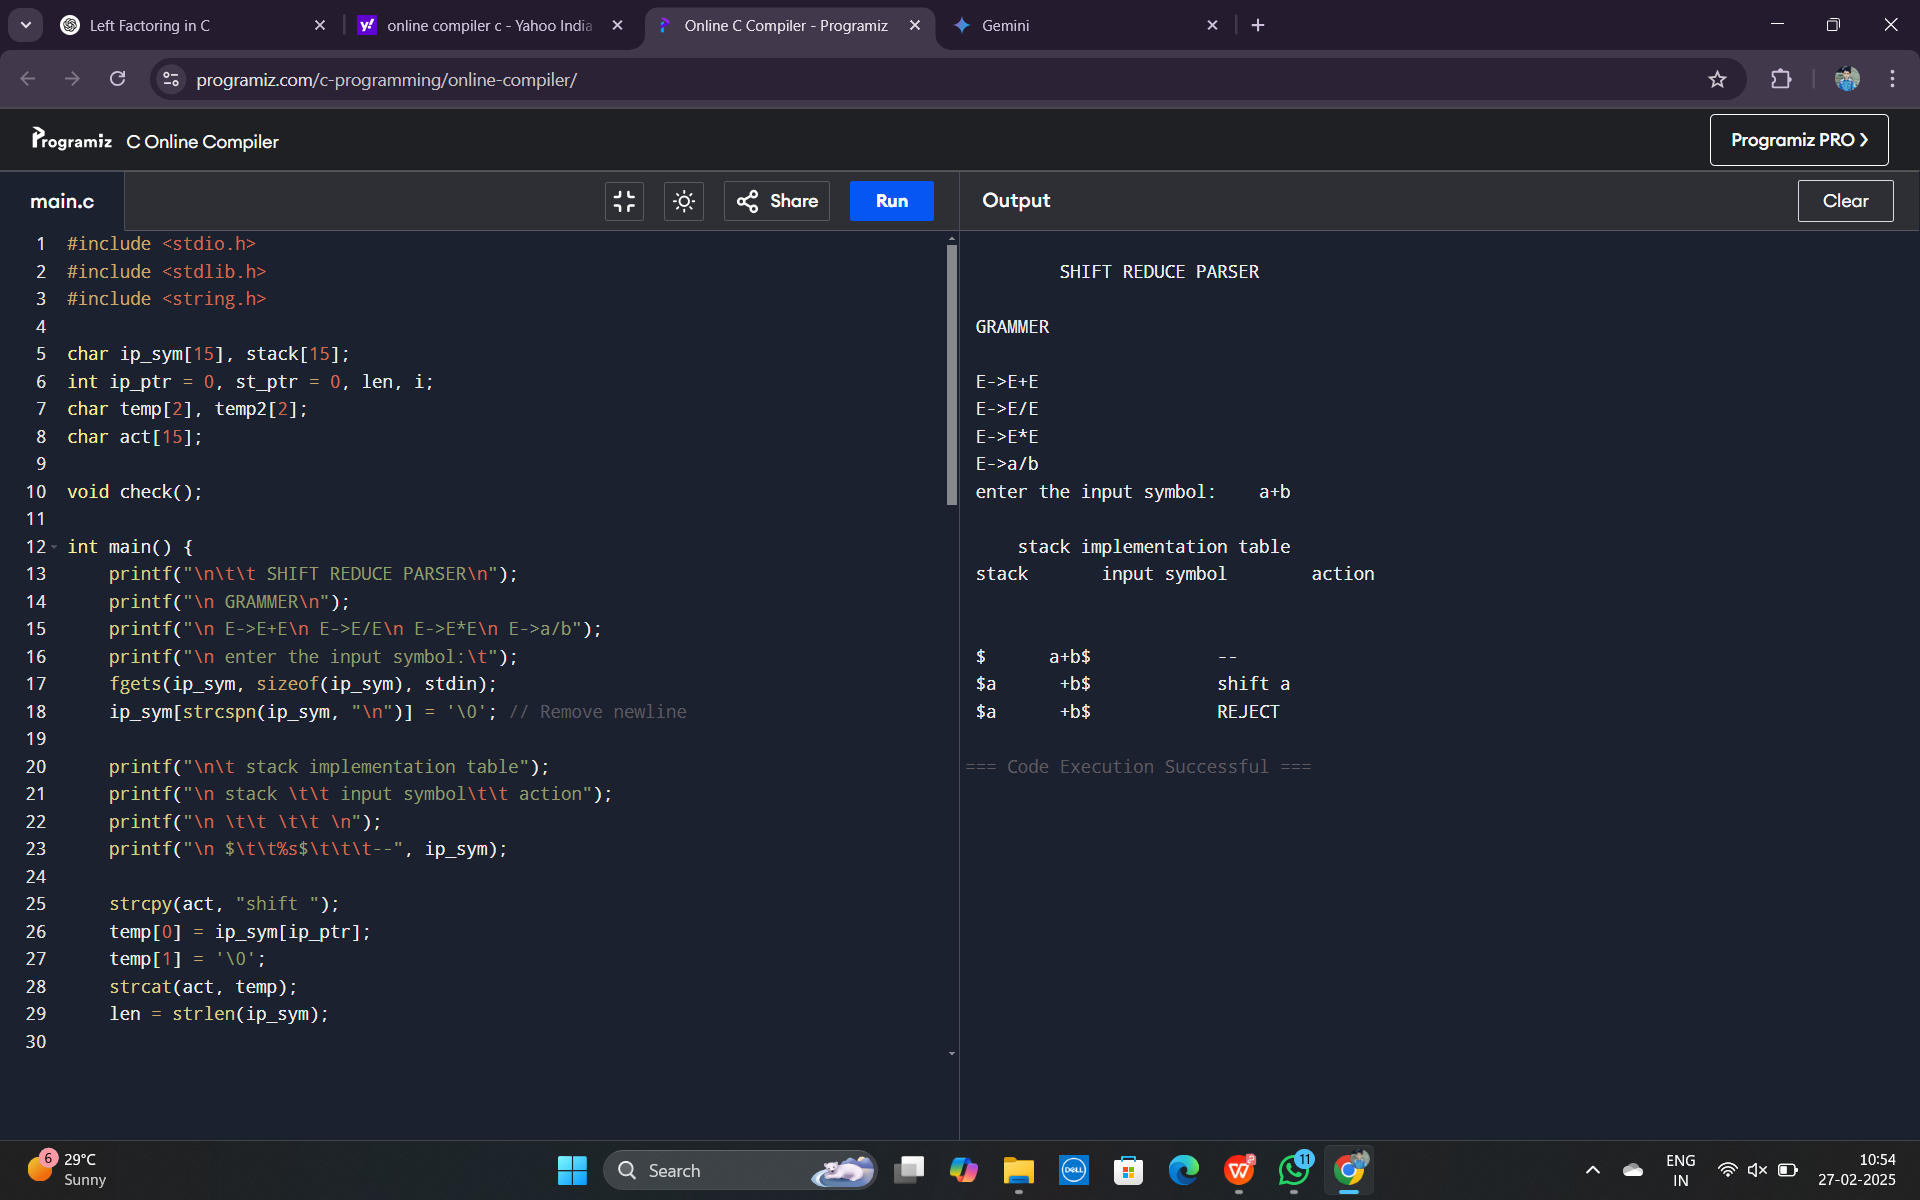 Left Factoring in C
online compiler c - Yahoo India
Online C Compiler - Programiz
Gemini
programiz.com/c-programming/online-compiler/
Programiz C Online Compiler
Programiz PRO
main.c
Share
Run
Output
Clear
1 #include <stdio.h>
2 #include <stdlib.h>
3 #include <string.h>
4
5 char ip_sym[15], stack[15];
6 int ip_ptr = 0, st_ptr = 0, len, i;
7 char temp[2], temp2[2];
8 char act[15];
9
10 void check();
11
12 int main() {
13 printf("\n\t\t SHIFT REDUCE PARSER\n");
14 printf("\n GRAMMER\n");
15 printf("\n E->E+E\n E->E/E\n E->E*E\n E->a/b");
16 printf("\n enter the input symbol:\t");
17 fgets(ip_sym, sizeof(ip_sym), stdin);
18 ip_sym[strcspn(ip_sym, "\n")] = '\0'; // Remove newline
19
20 printf("\n\t stack implementation table");
21 printf("\n stack \t\t input symbol\t\t action");
22 printf("\n \t\t \t\t \n");
23 printf("\n $\t\t%s$\t\t\t--", ip_sym);
24
25 strcpy(act, "shift ");
26 temp[0] = ip_sym[ip_ptr];
27 temp[1] = '\0';
28 strcat(act, temp);
29 len = strlen(ip_sym);
30
SHIFT REDUCE PARSER
GRAMMER
E->E+E
E->E/E
E->E*E
E->a/b
enter the input symbol: a+b
stack implementation table
stack input symbol action
$ a+b$ --
$a +b$ shift a
$a +b$ REJECT
=== Code Execution Successful ===
6
29°C
Sunny
Search
DELL
11
ENG
IN
10:54
27-02-2025